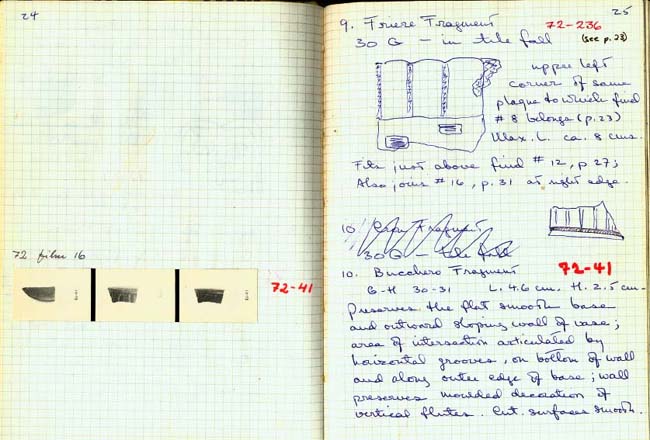 24
72 film 16
72-41
25
9. Frieze Fragment 72-236
30 G — in tile fall (see p. 23)
upper left
corner of same
plaque to which find
# 8 belongs (p. 23)
Max. L. ca. 8 cms.
Fits just above find # 12, p. 27;
Also joins # 16, p. 31 at right edge.
10. Fragment
30 G — tile fall
10. Bucchero Fragment 72-41
G-H 30-31 L. 4.6 cm. H. 2.5 cm.
Preserves the flat smooth base
and outward sloping wall of vase;
area of intersection articulated by
horizontal grooves, on bottom of wall
and along outer edge of base; wall
preserves moulded decoration of
vertical flutes. Cut. surfaces smooth.